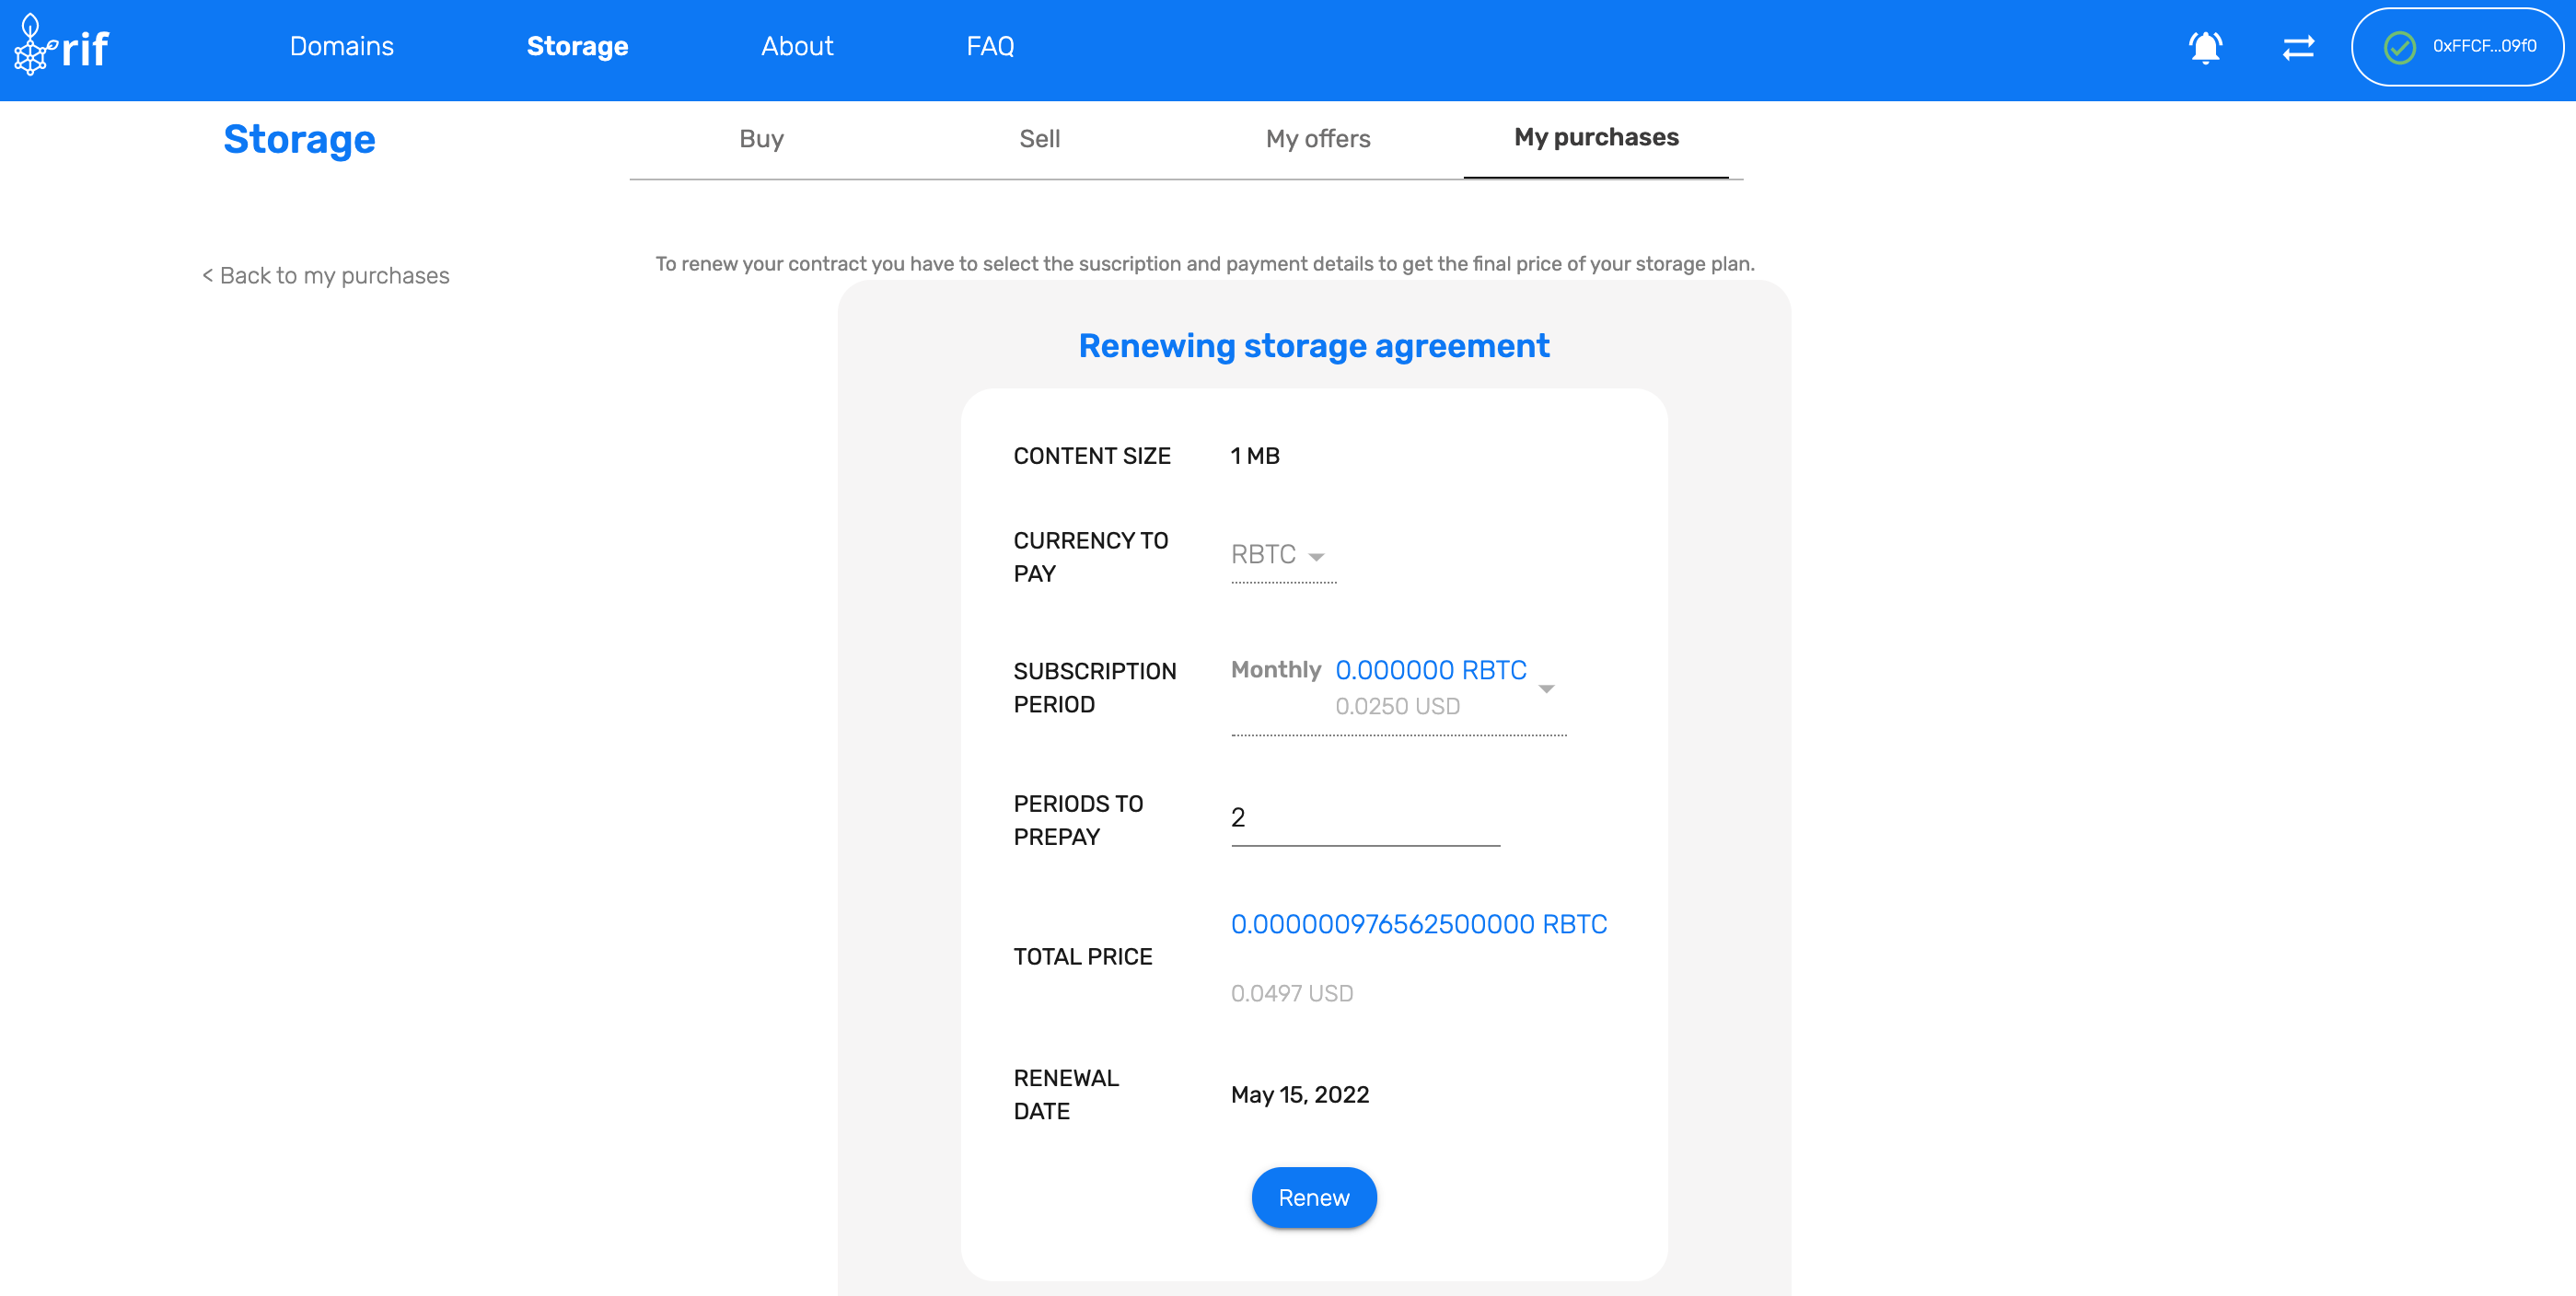 rif
Domains
Storage
About
FAQ
0xFFCF...09f0
Storage
Buy
Sell
My offers
My purchases
< Back to my purchases
To renew your contract you have to select the suscription and payment details to get the final price of your storage plan.
Renewing storage agreement
CONTENT SIZE
1 MB
CURRENCY TO
PAY
RBTC
SUBSCRIPTION
PERIOD
Monthly 0.000000 RBTC
0.0250 USD
PERIODS TO
PREPAY
2
TOTAL PRICE
0.000000976562500000 RBTC
0.0497 USD
RENEWAL
DATE
May 15, 2022
Renew